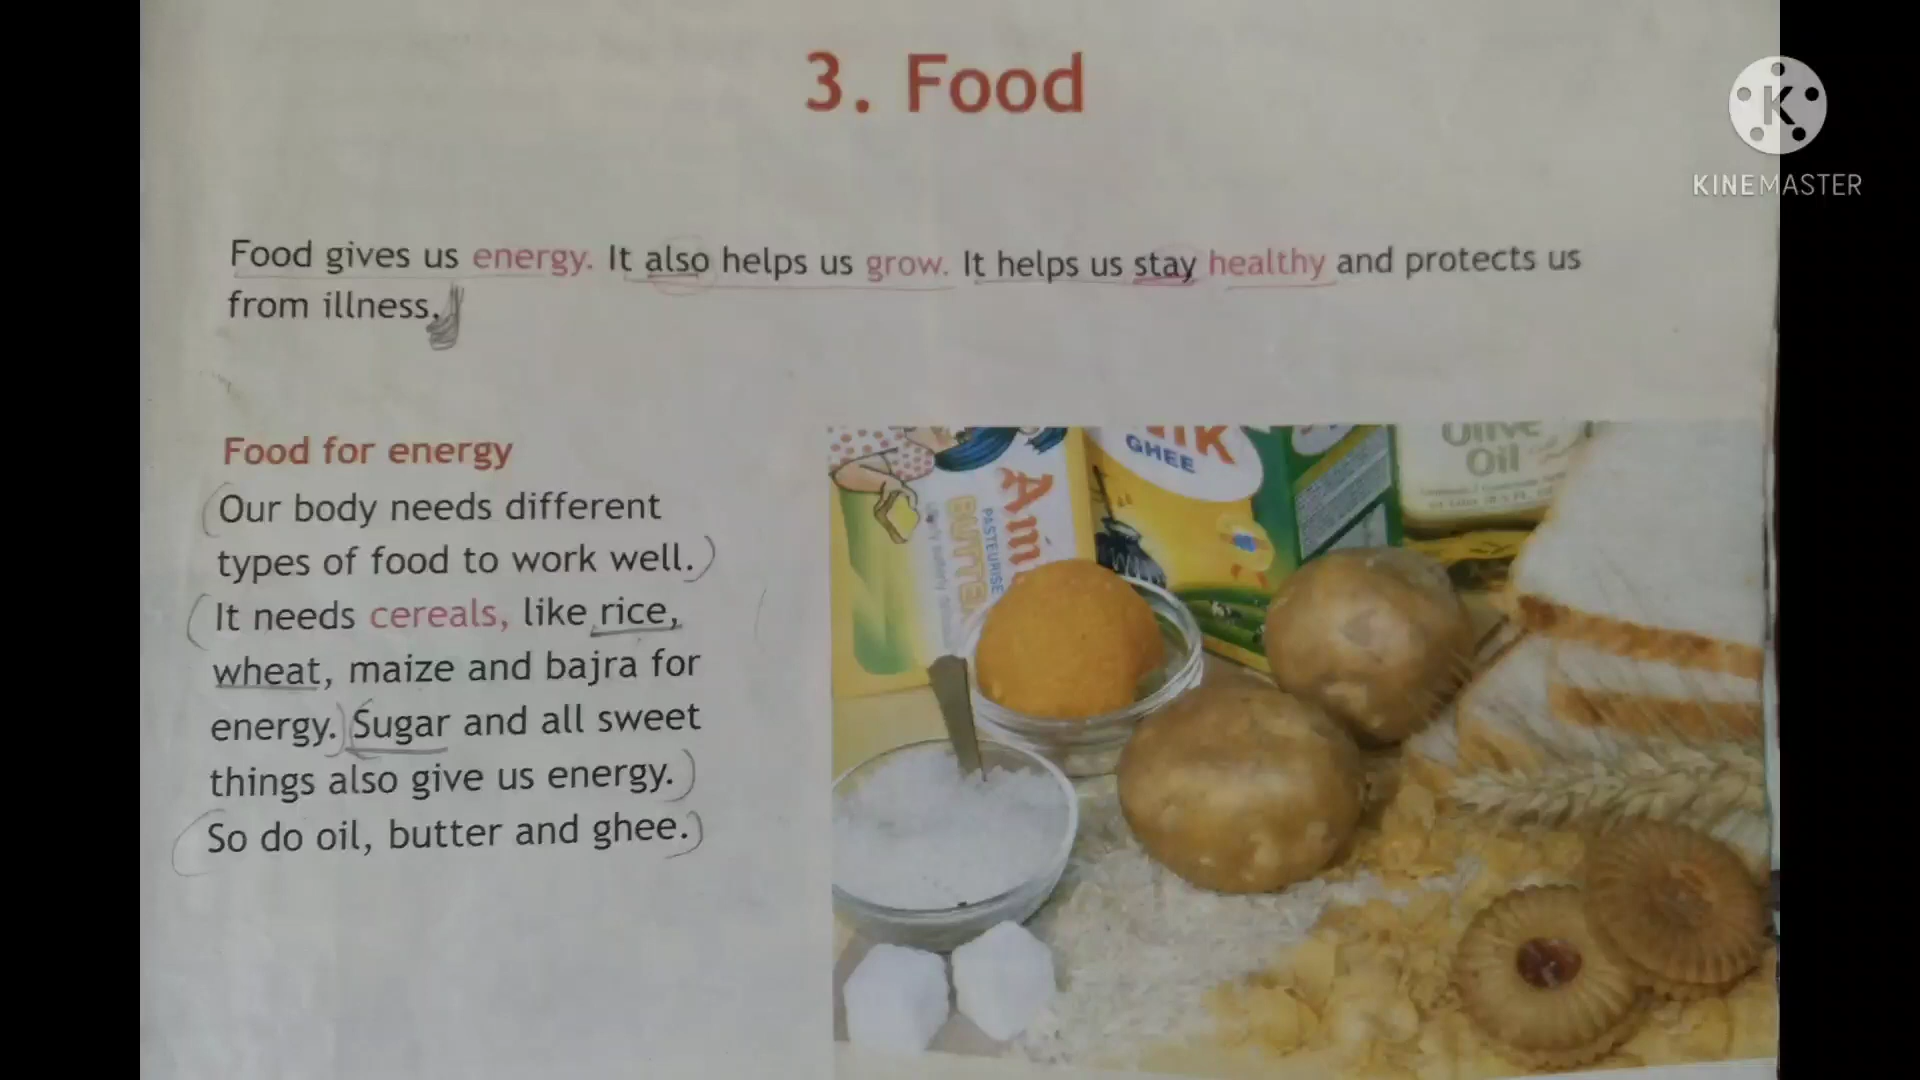 3. Food
KINEMASTER
Food gives us energy. It also helps us grow. It helps us stay healthy and protects us
from illness.
Food for energy
Our body needs different
types of food to work well.
It needs cereals, like rice,
wheat, maize and bajra for
energy. Sugar and all sweet
things also give us energy.
So do oil, butter and ghee.
GHEE
Olive
Oil